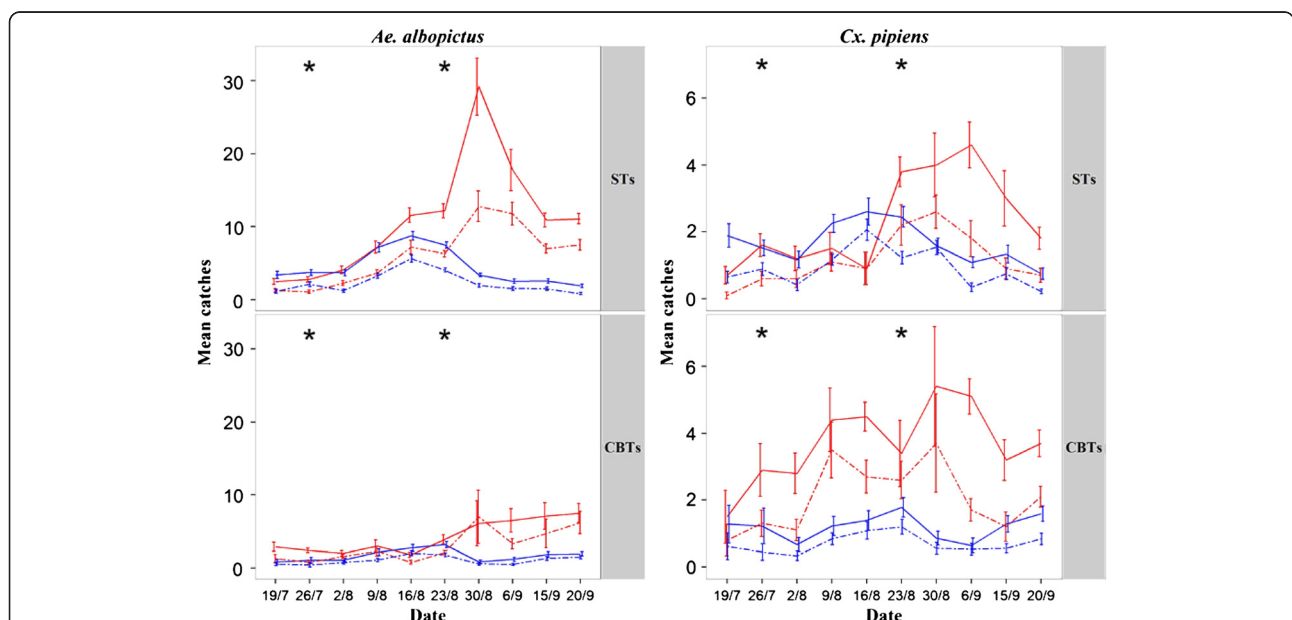 Ae. albopictus
Cx. pipiens
* *
30
20
10
0
STs
* *
6
4
2
0
STs
Mean catches
Mean catches
* *
30
20
10
0
CBTs
* *
6
4
2
0
CBTs
19/7 26/7 2/8 9/8 16/8 23/8 30/8 6/9 15/9 20/9
19/7 26/7 2/8 9/8 16/8 23/8 30/8 6/9 15/9 20/9
Date
Date